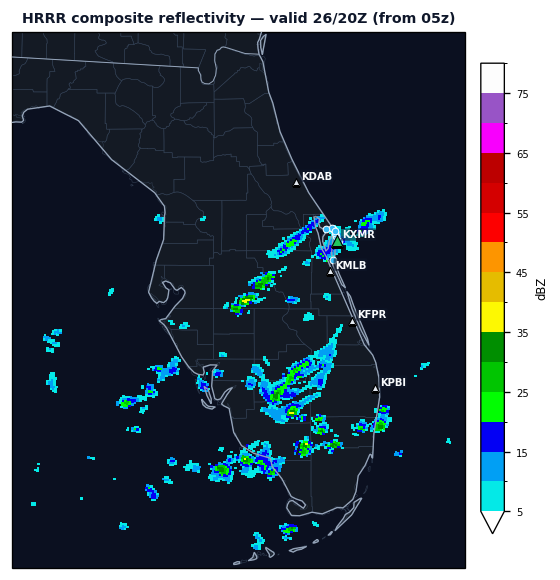 HRRR composite reflectivity — valid 26/20Z (from 05z)
KDAB
KXMR
KMLB
KFPR
KPBI
75
65
55
45
35
25
15
5
dBZ